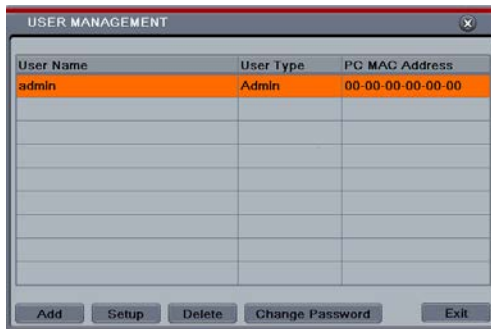 USER MANAGEMENT
User Name User Type PC MAC Address
admin Admin 00-00-00-00-00-00
Add Setup Delete Change Password Exit